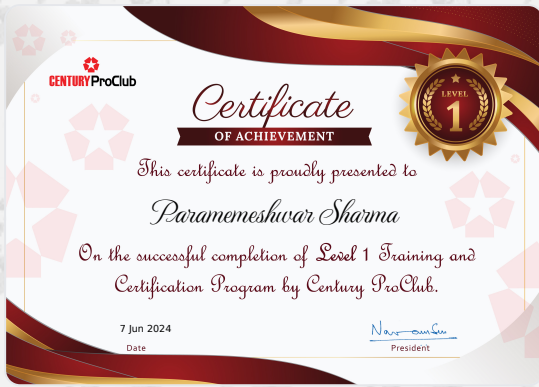 CENTURY ProClub
Certificate
OF ACHIEVEMENT
LEVEL
1
This certificate is proudly presented to
Paramemeshwar Sharma
On the successful completion of Level 1 Training and
Certification Program by Century ProClub.
7 Jun 2024
Date
President